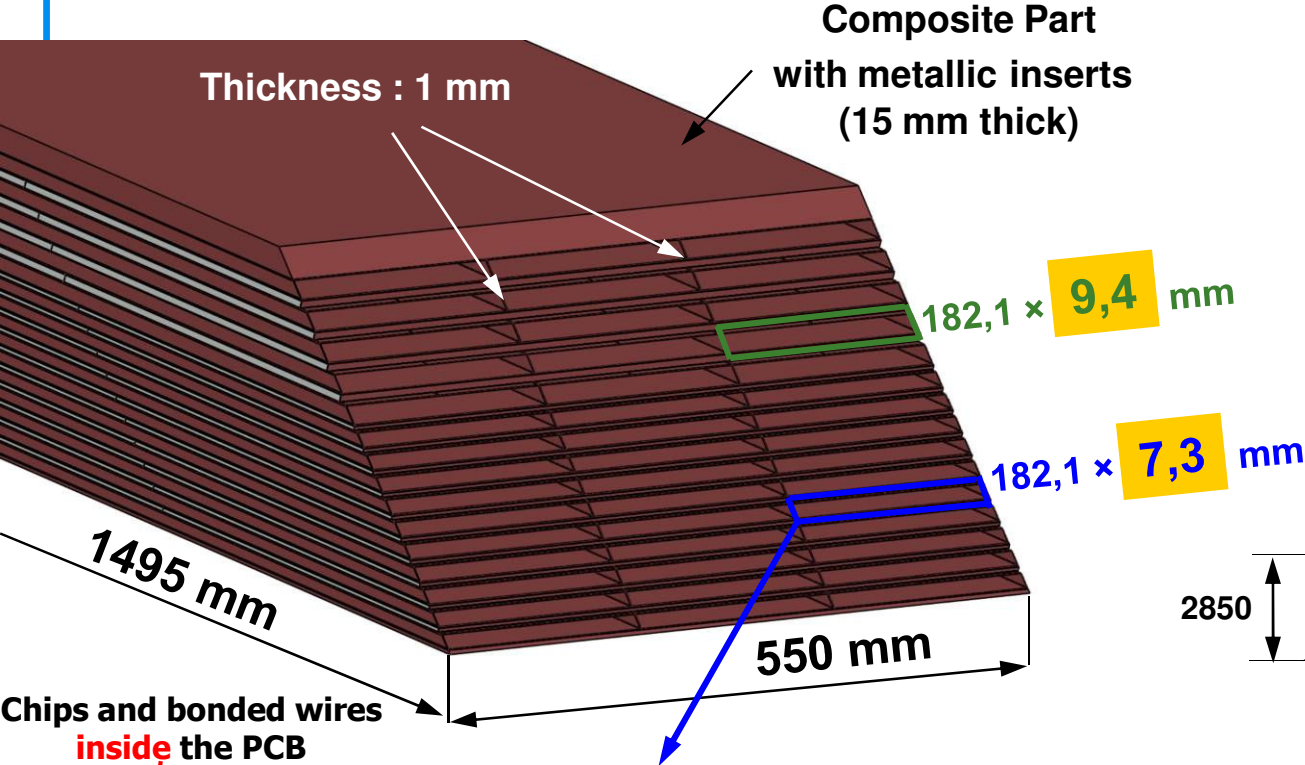 Composite Part
with metallic inserts
(15 mm thick)
Thickness : 1 mm
182,1 × 9,4 mm
182,1 × 7,3 mm
1495 mm
550 mm
2850
Chips and bonded wires
inside the PCB